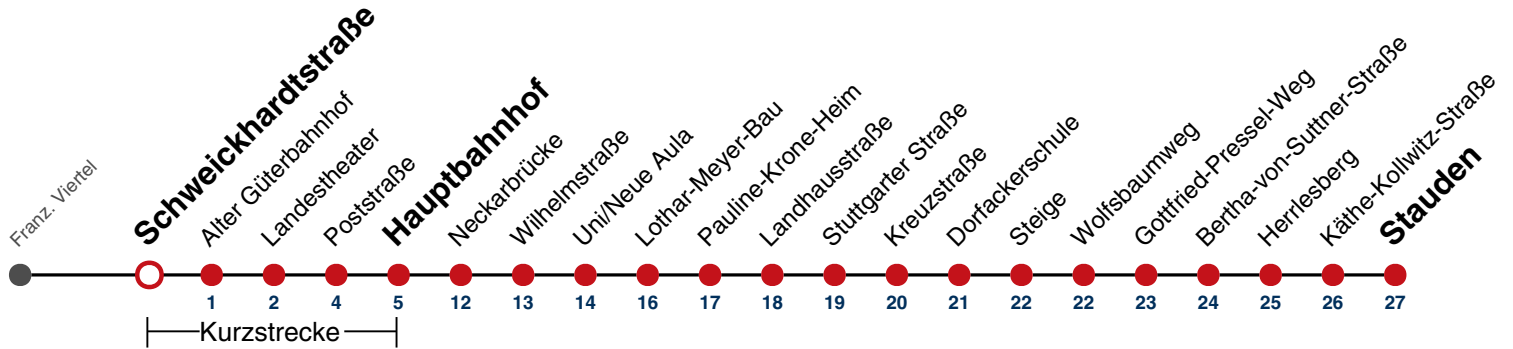 Franz. Viertel
Schweickhardtstraße
Alter Güterbahnhof
Landestheater
Poststraße
Hauptbahnhof
Neckarbrücke
Wilhelmstraße
Uni/Neue Aula
Lothar-Meyer-Bau
Pauline-Krone-Heim
Landhausstraße
Stuttgarter Straße
Kreuzstraße
Dorfackerschule
Steige
Wolfsbaumweg
Gottfried-Pressel-Weg
Bertha-von-Suttner-Straße
Herrlesberg
Käthe-Kollwitz-Straße
Stauden
1 2 4 5 12 13 14 16 17 18 19 20 21 22 22 23 24 25 26 27
Kurzstrecke